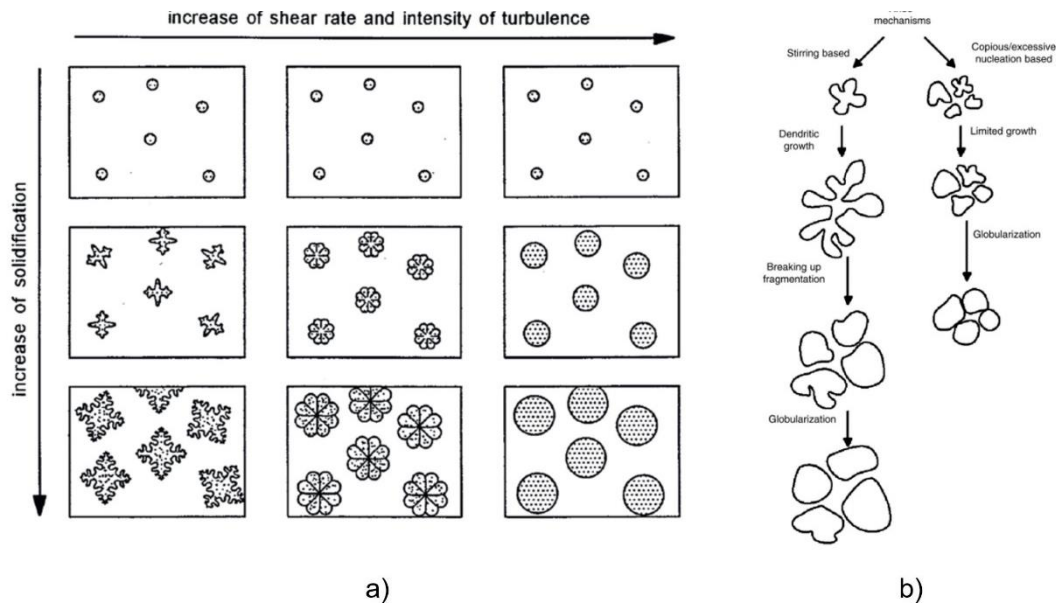 increase of shear rate and intensity of turbulence
increase of solidification
a)
mechanisms
Stirring based
Copious/excessive
nucleation based
Dendritic
growth
Limited growth
Breaking up
fragmentation
Globularization
Globularization
b)